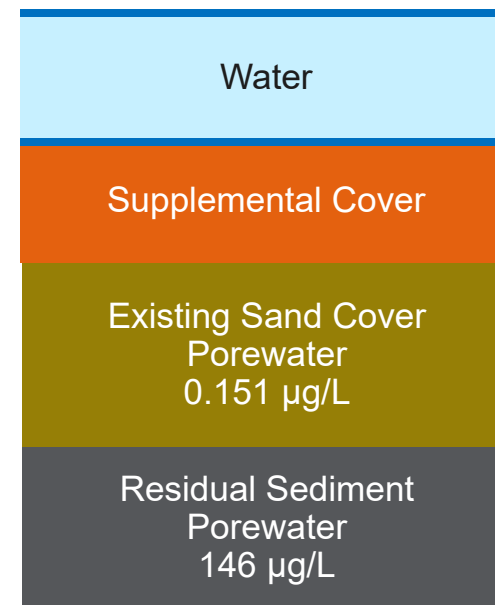 Water
Supplemental Cover
Existing Sand Cover
Porewater
0.151 µg/L
Residual Sediment
Porewater
146 µg/L